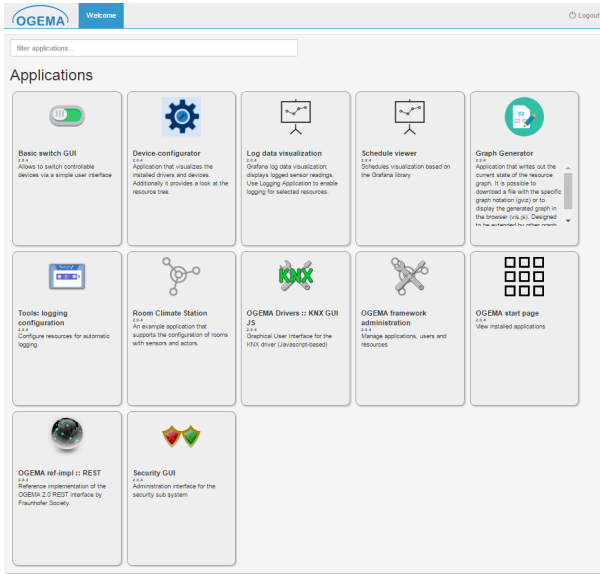 OGEMA
Welcome
Logout
filter applications...
Applications
Basic switch GUI
2.0.4
Allows to switch controllable
devices via a simple user interface
Device-configurator
2.0.4
Application that visualizes the
installed drivers and devices.
Additionally it provides a look at the
resource tree.
Log data visualization
2.0.4
Grafana log data visualization;
displays logged sensor readings.
Use Logging Application to enable
logging for selected resources.
Schedule viewer
2.0.4
Schedules visualization based on
the Grafana library
Graph Generator
2.0.4
Application that writes out the
current state of the resource
graph. It is possible to
download a file with the specific
graph notation (gviz) or to
display the generated graph in
the browser (vis.js). Designed
to be extended by other graph
Tools: logging
configuration
2.0.4
Configure resources for automatic
logging.
Room Climate Station
2.0.4
An example application that
supports the configuration of rooms
with sensors and actors.
KNX
OGEMA Drivers :: KNX GUI
JS
2.0.4
Graphical User Interface for the
KNX driver (Javascript-based)
OGEMA framework
administration
2.0.4
Manage applications, users and
resources
OGEMA start page
2.0.4
View installed applications
OGEMA ref-impl :: REST
2.0.4
Reference implementation of the
OGEMA 2.0 REST interface by
Fraunhofer Society.
Security GUI
2.0.4
Administration interface for the
security sub system